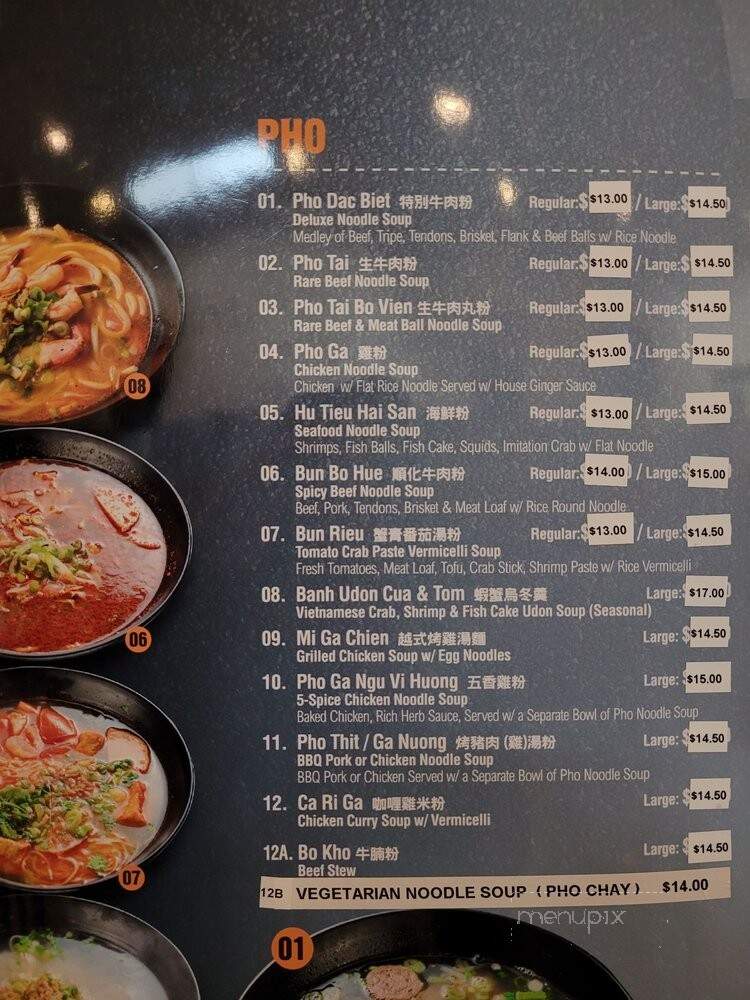 PHO
01. Pho Dac Biet 特別牛肉粉 Regular:$ $13.00 / Large:$ $14.50
Deluxe Noodle Soup
Medley of Beef, Tripe, Tendons, Brisket, Flank & Beef Balls w/ Rice Noodle
02. Pho Tai 生牛肉粉 Regular:$ $13.00 / Large:$ $14.50
Rare Beef Noodle Soup
03. Pho Tai Bo Vien 生牛肉丸粉 Regular:$ $13.00 / Large:$ $14.50
Rare Beef & Meat Ball Noodle Soup
04. Pho Ga 雞粉 Regular:$ $13.00 / Large:$ $14.50
Chicken Noodle Soup
Chicken w/ Flat Rice Noodle Served w/ House Ginger Sauce
05. Hu Tieu Hai San 海鮮粉 Regular:$ $13.00 / Large:$ $14.50
Seafood Noodle Soup
Shrimps, Fish Balls, Fish Cake, Squids, Imitation Crab w/ Flat Noodle
06. Bun Bo Hue 順化牛肉粉 Regular:$ $14.00 / Large:$ $15.00
Spicy Beef Noodle Soup
Beef, Pork, Tendons, Brisket & Meat Loaf w/ Rice Round Noodle
07. Bun Rieu 蟹膏番茄湯粉 Regular:$ $13.00 / Large:$ $14.50
Tomato Crab Paste Vermicelli Soup
Fresh Tomatoes, Meat Loaf, Tofu, Crab Stick, Shrimp Paste w/ Rice Vermicelli
08. Banh Udon Cua & Tom 蝦蟹烏冬羹 Large:$ $17.00
Vietnamese Crab, Shrimp & Fish Cake Udon Soup (Seasonal)
09. Mi Ga Chien 越式烤雞湯麵 Large: $ $14.50
Grilled Chicken Soup w/ Egg Noodles
10. Pho Ga Ngu Vi Huong 五香雞粉 Large: $15.00
5-Spice Chicken Noodle Soup
Baked Chicken, Rich Herb Sauce, Served w/ a Separate Bowl of Pho Noodle Soup
11. Pho Thit / Ga Nuong 烤豬肉 (雞)湯粉 Large: $ $14.50
BBQ Pork or Chicken Noodle Soup
BBQ Pork or Chicken Served w/ a Separate Bowl of Pho Noodle Soup
12. Ca Ri Ga 咖喱雞米粉 Large: $ $14.50
Chicken Curry Soup w/ Vermicelli
12A. Bo Kho 牛腩粉 Large: $ $14.50
Beef Stew
12B VEGETARIAN NOODLE SOUP ( PHO CHAY ) $14.00
menupix
08
06
07
01